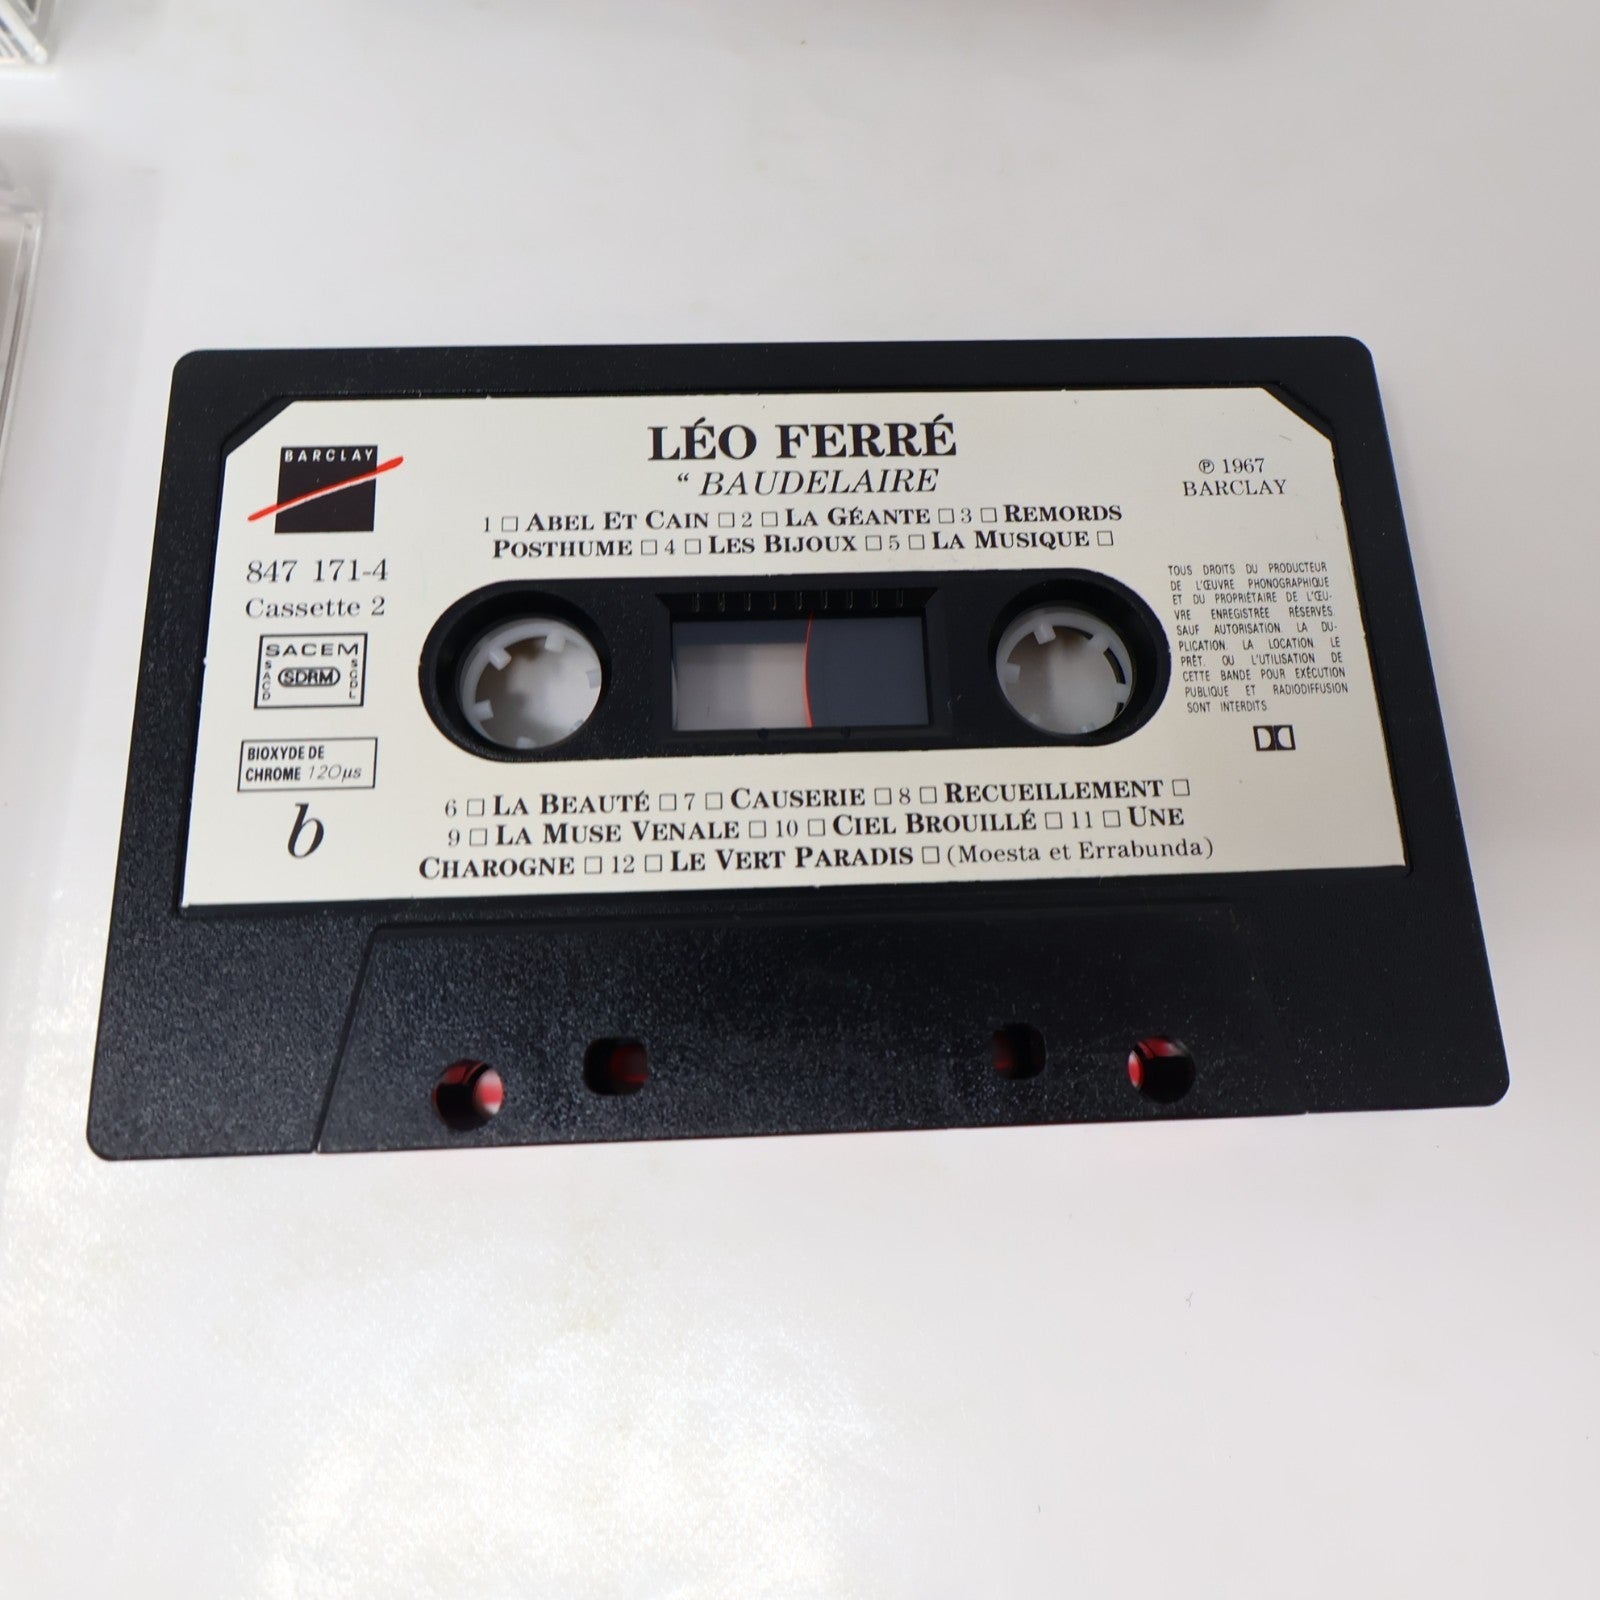 BARCLAY
847 171-4
Cassette 2
SACEM
SACD
SDRM
SGDL
BIOXYDE DE
CHROME 120µs
b
LÉO FERRÉ
“ BAUDELAIRE
1 □ ABEL ET CAIN □ 2 □ LA GÉANTE □ 3 □ REMORDS
POSTHUME □ 4 □ LES BIJOUX □ 5 □ LA MUSIQUE □
6 □ LA BEAUTÉ □ 7 □ CAUSERIE □ 8 □ RECUEILLEMENT □
9 □ LA MUSE VENALE □ 10 □ CIEL BROUILLÉ □ 11 □ UNE
CHAROGNE □ 12 □ LE VERT PARADIS □ (Moesta et Errabunda)
℗ 1967
BARCLAY
TOUS DROITS DU PRODUCTEUR
DE L'ŒUVRE PHONOGRAPHIQUE
ET DU PROPRIÉTAIRE DE L'ŒU-
VRE ENREGISTRÉE RÉSERVÉS.
SAUF AUTORISATION LA DU-
PLICATION, LA LOCATION LE
PRÊT, OU L'UTILISATION DE
CETTE BANDE POUR EXÉCUTION
PUBLIQUE ET RADIODIFFUSION
SONT INTERDITS.